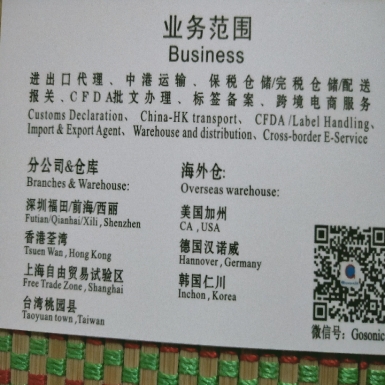 业务范围
Business
进出口代理、中港运输、保税仓储/完税仓储/配送
报关、CFDA批文办理、标签备案、跨境电商服务
Customs Declaration、China-HK transport、CFDA /Label Handling、
Import & Export Agent、Warehouse and distribution、Cross-border E-Service
分公司&仓库
Branches & Warehouse:
深圳福田/前海/西丽
Futian/Qianhai/Xili , Shenzhen
香港荃湾
Tsuen Wan , Hong Kong
上海自由贸易试验区
Free Trade Zone , Shanghai
台湾桃园县
Taoyuan town ,Taiwan
海外仓:
Overseas warehouse:
美国加州
CA , USA
德国汉诺威
Hannover , Germany
韩国仁川
Inchon , Korea
微信号: Gosonic